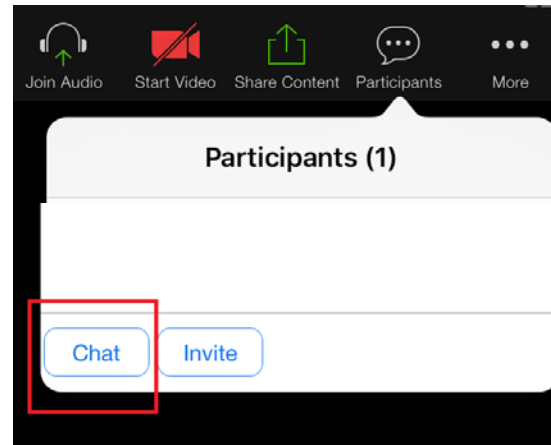 Join Audio Start Video Share Content Participants More
Participants (1)
Chat Invite